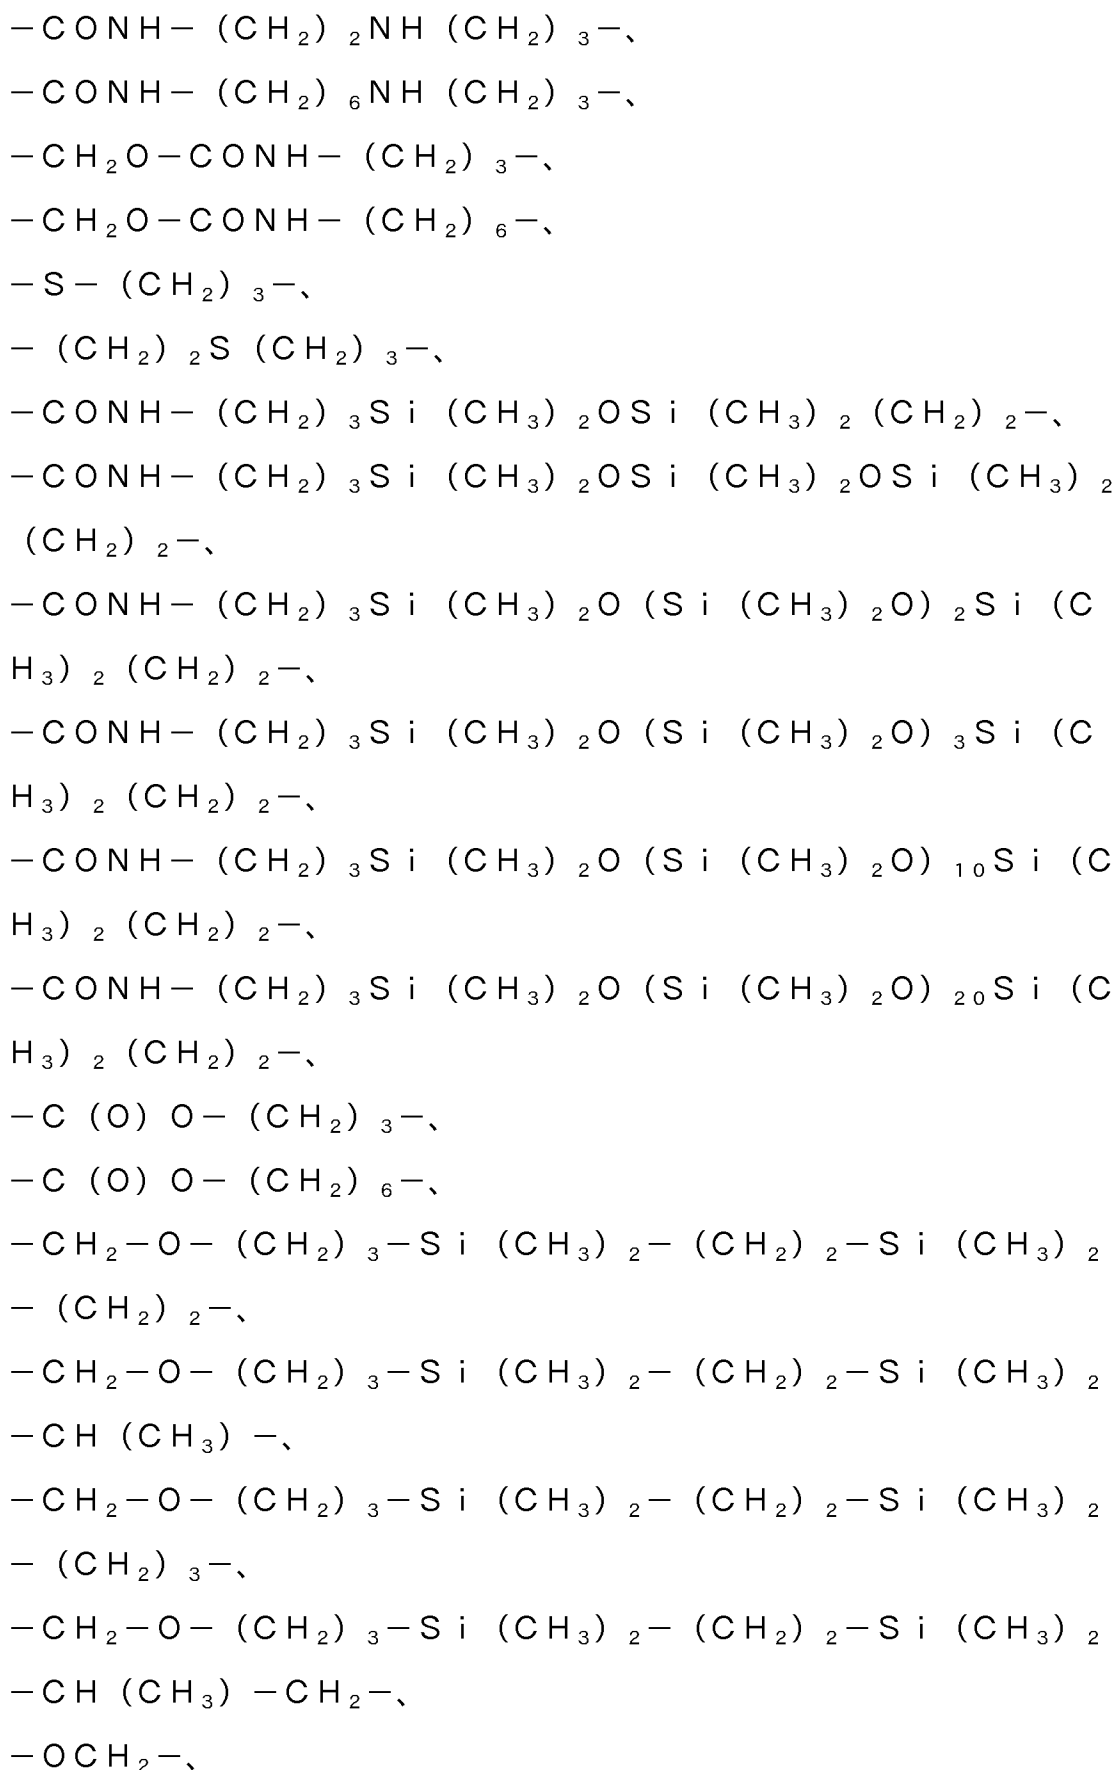 －ＣＯＮＨ－（ＣＨ₂）₂ＮＨ（ＣＨ₂）₃－、
－ＣＯＮＨ－（ＣＨ₂）₆ＮＨ（ＣＨ₂）₃－、
－ＣＨ₂Ｏ－ＣＯＮＨ－（ＣＨ₂）₃－、
－ＣＨ₂Ｏ－ＣＯＮＨ－（ＣＨ₂）₆－、
－Ｓ－（ＣＨ₂）₃－、
－（ＣＨ₂）₂Ｓ（ＣＨ₂）₃－、
－ＣＯＮＨ－（ＣＨ₂）₃Ｓｉ（ＣＨ₃）₂ＯＳｉ（ＣＨ₃）₂（ＣＨ₂）₂－、
－ＣＯＮＨ－（ＣＨ₂）₃Ｓｉ（ＣＨ₃）₂ＯＳｉ（ＣＨ₃）₂ＯＳｉ（ＣＨ₃）₂
（ＣＨ₂）₂－、
－ＣＯＮＨ－（ＣＨ₂）₃Ｓｉ（ＣＨ₃）₂Ｏ（Ｓｉ（ＣＨ₃）₂Ｏ）₂Ｓｉ（Ｃ
Ｈ₃）₂（ＣＨ₂）₂－、
－ＣＯＮＨ－（ＣＨ₂）₃Ｓｉ（ＣＨ₃）₂Ｏ（Ｓｉ（ＣＨ₃）₂Ｏ）₃Ｓｉ（Ｃ
Ｈ₃）₂（ＣＨ₂）₂－、
－ＣＯＮＨ－（ＣＨ₂）₃Ｓｉ（ＣＨ₃）₂Ｏ（Ｓｉ（ＣＨ₃）₂Ｏ）₁₀Ｓｉ（Ｃ
Ｈ₃）₂（ＣＨ₂）₂－、
－ＣＯＮＨ－（ＣＨ₂）₃Ｓｉ（ＣＨ₃）₂Ｏ（Ｓｉ（ＣＨ₃）₂Ｏ）₂₀Ｓｉ（Ｃ
Ｈ₃）₂（ＣＨ₂）₂－、
－Ｃ（Ｏ）Ｏ－（ＣＨ₂）₃－、
－Ｃ（Ｏ）Ｏ－（ＣＨ₂）₆－、
－ＣＨ₂－Ｏ－（ＣＨ₂）₃－Ｓｉ（ＣＨ₃）₂－（ＣＨ₂）₂－Ｓｉ（ＣＨ₃）₂
－（ＣＨ₂）₂－、
－ＣＨ₂－Ｏ－（ＣＨ₂）₃－Ｓｉ（ＣＨ₃）₂－（ＣＨ₂）₂－Ｓｉ（ＣＨ₃）₂
－ＣＨ（ＣＨ₃）－、
－ＣＨ₂－Ｏ－（ＣＨ₂）₃－Ｓｉ（ＣＨ₃）₂－（ＣＨ₂）₂－Ｓｉ（ＣＨ₃）₂
－（ＣＨ₂）₃－、
－ＣＨ₂－Ｏ－（ＣＨ₂）₃－Ｓｉ（ＣＨ₃）₂－（ＣＨ₂）₂－Ｓｉ（ＣＨ₃）₂
－ＣＨ（ＣＨ₃）－ＣＨ₂－、
－ＯＣＨ₂－、